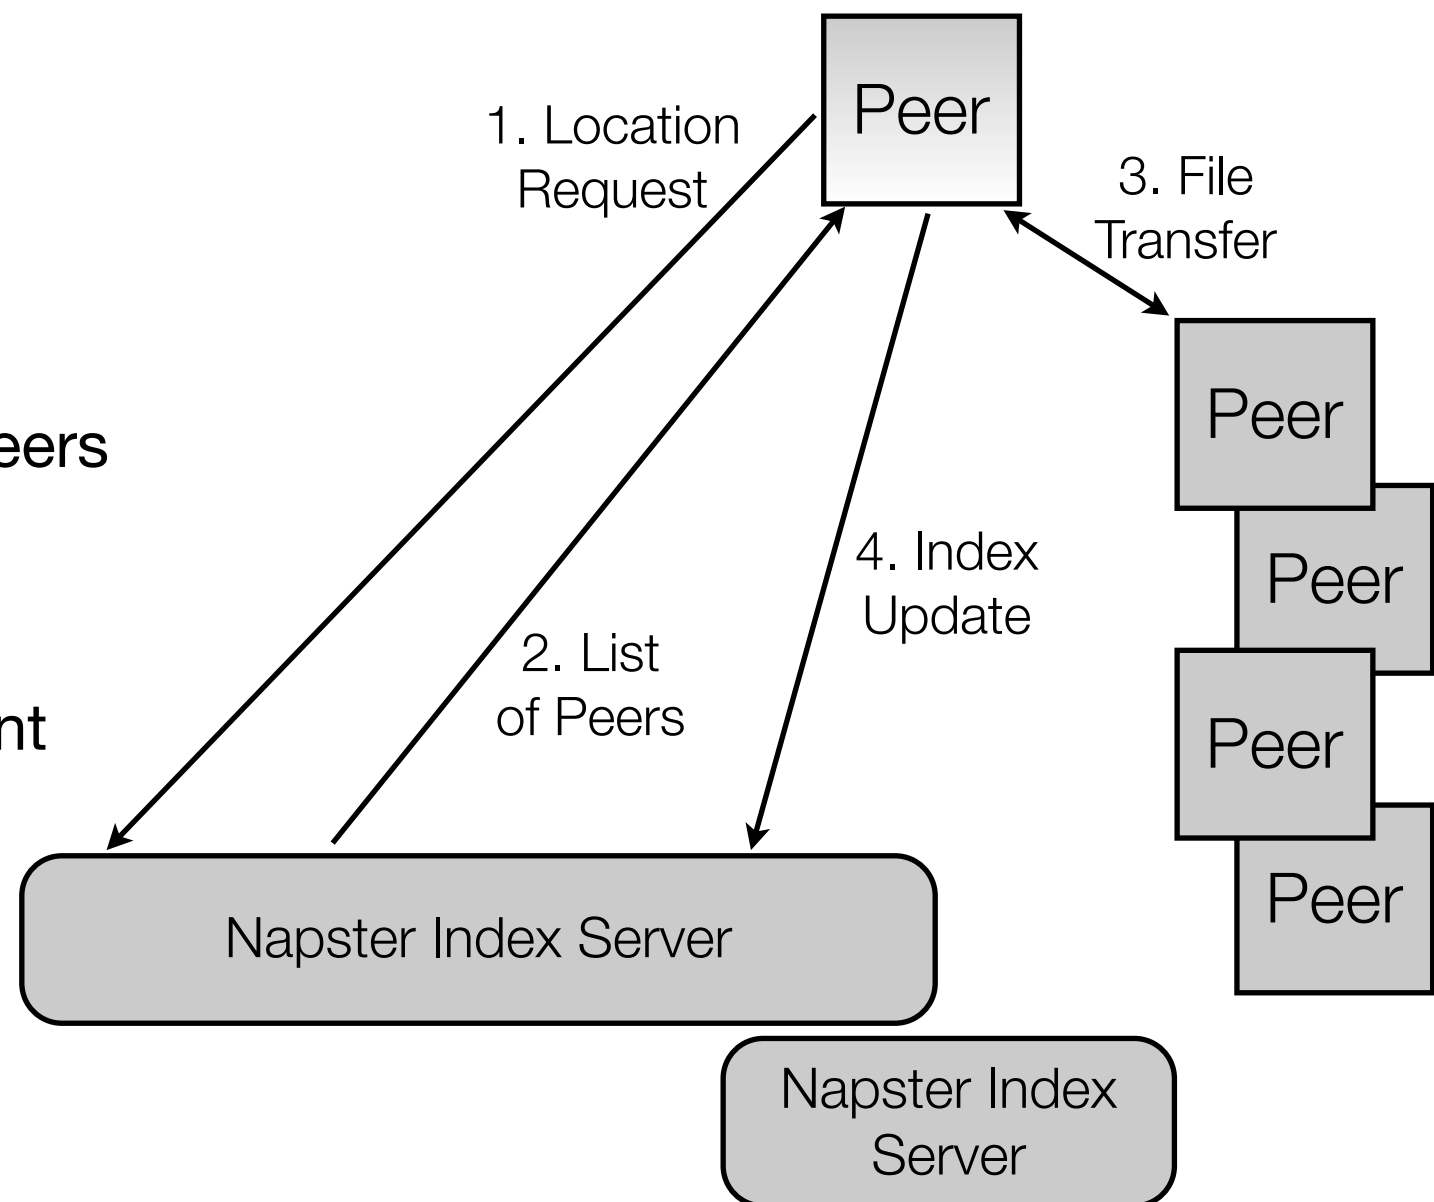 Peer
1. Location
Request
3. File
Transfer
Peer
eers
Peer
4. Index
Update
2. List
of Peers
nt
Peer
Peer
Napster Index Server
Napster Index
Server